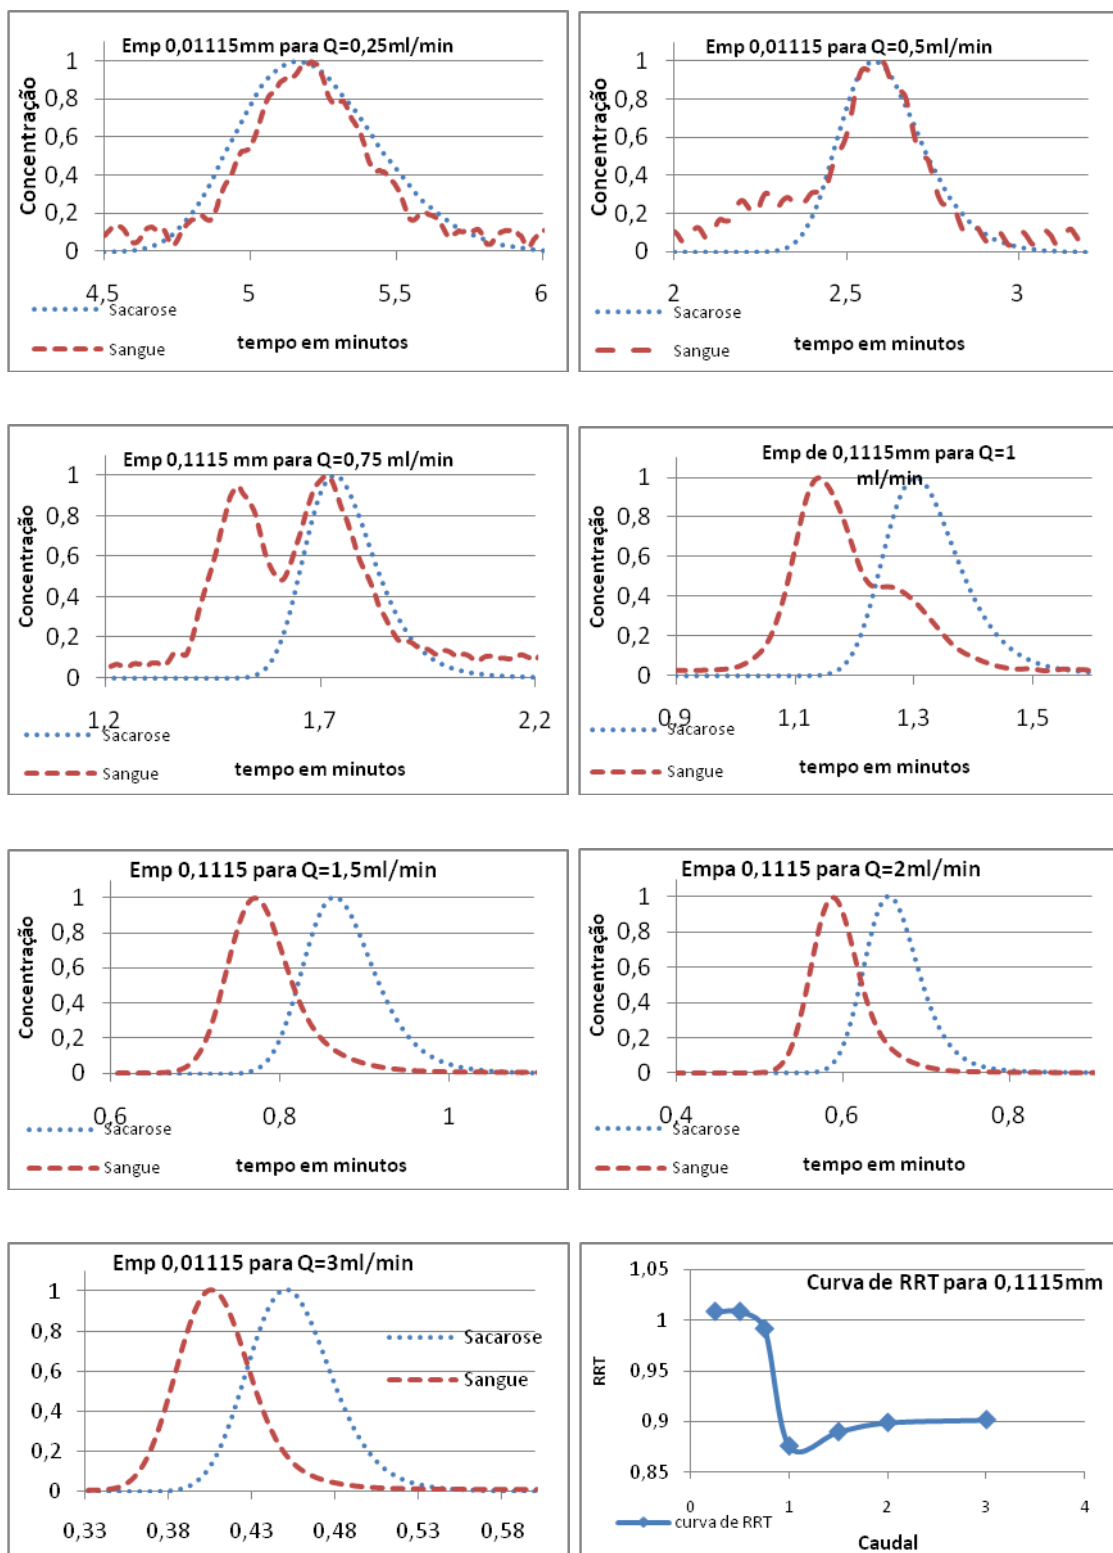 Emp 0,01115mm para Q=0,25ml/min
Concentração
1
0,8
0,6
0,4
0,2
0
4,5 5 5,5 6
Sacarose
Sangue
tempo em minutos
Emp 0,01115 para Q=0,5ml/min
Concentração
1
0,8
0,6
0,4
0,2
0
2 2,5 3
Sacarose
Sangue
tempo em minutos
Emp 0,1115 mm para Q=0,75 ml/min
Concentração
1
0,8
0,6
0,4
0,2
0
1,2 1,7 2,2
Sacarose
Sangue
tempo em minutos
Emp de 0,1115mm para Q=1
ml/min
Concentração
1
0,8
0,6
0,4
0,2
0
0,9 1,1 1,3 1,5
Sacarose
Sangue
tempo em minutos
Emp 0,1115 para Q=1,5ml/min
Concentração
1
0,8
0,6
0,4
0,2
0
0,6 0,8 1
Sacarose
Sangue
tempo em minutos
Empa 0,1115 para Q=2ml/min
Concentração
1
0,8
0,6
0,4
0,2
0
0,4 0,6 0,8
Sacarose
Sangue
tempo em minuto
Emp 0,01115 para Q=3ml/min
1
0,8
0,6
0,4
0,2
0
Sacarose
Sangue
0,33 0,38 0,43 0,48 0,53 0,58
Curva de RRT para 0,1115mm
RRT
1,05
1
0,95
0,9
0,85
0 1 2 3 4
curva de RRT
Caudal